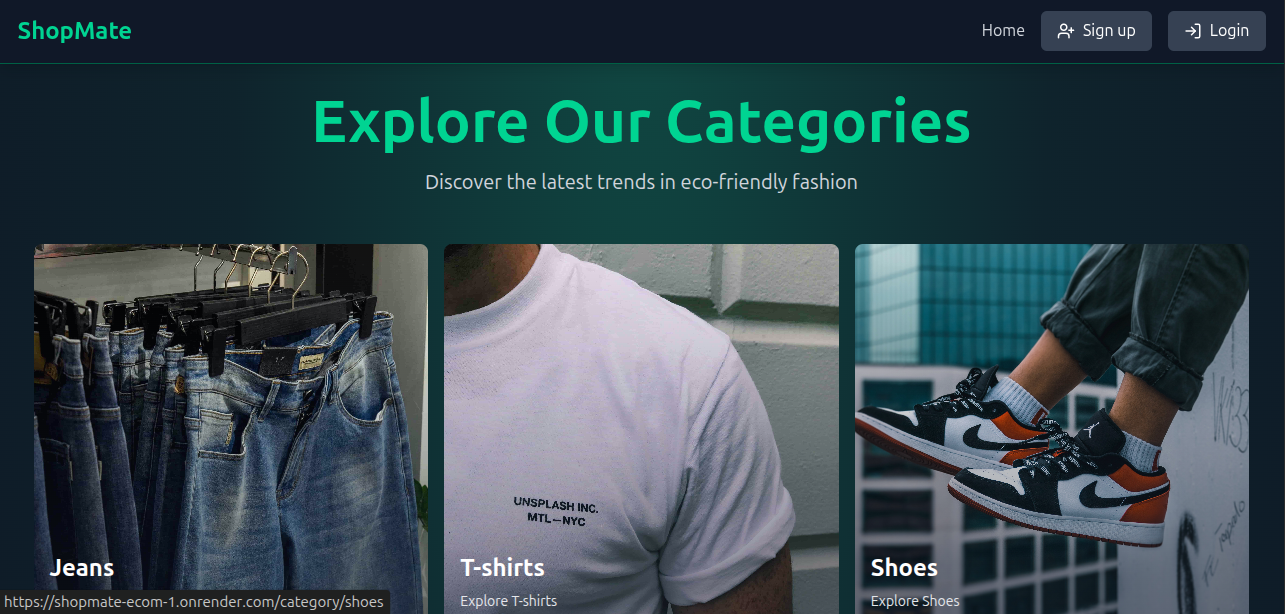 ShopMate
Home
Sign up
Login
Explore Our Categories
Discover the latest trends in eco-friendly fashion
UNSPLASH INC.
MTL—NYC
Jeans
T-shirts
Shoes
https://shopmate-ecom-1.onrender.com/category/shoes
Explore T-shirts
Explore Shoes